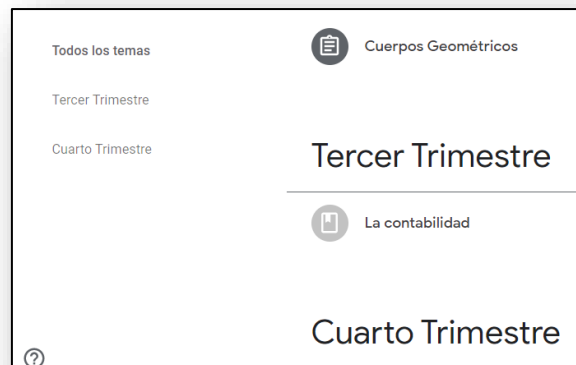 Todos los temas
Tercer Trimestre
Cuarto Trimestre
Cuerpos Geométricos
Tercer Trimestre
La contabilidad
Cuarto Trimestre